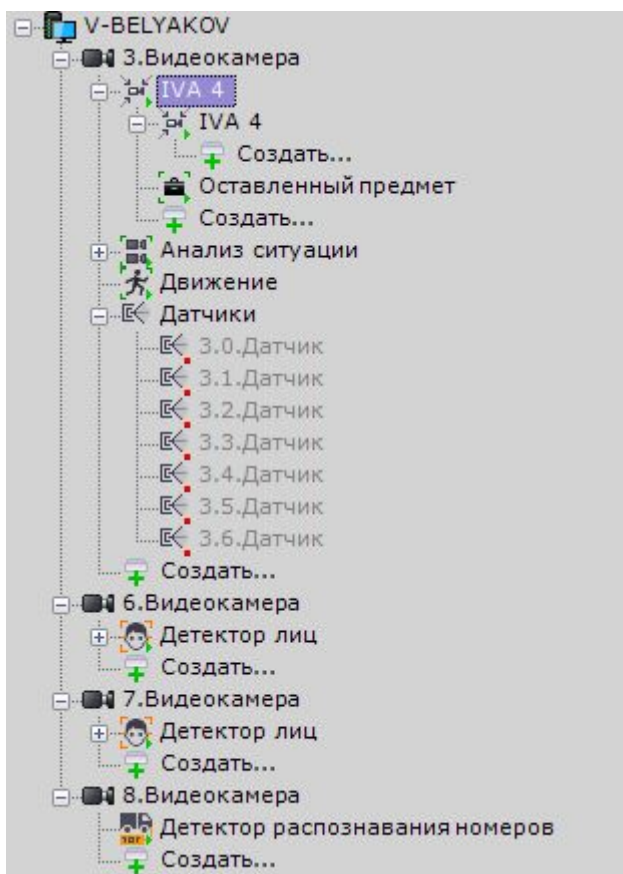 V-BELYAKOV
3.Видеокамера
IVA 4
IVA 4
Создать...
Оставленный предмет
Создать...
Анализ ситуации
Движение
Датчики
3.0.Датчик
3.1.Датчик
3.2.Датчик
3.3.Датчик
3.4.Датчик
3.5.Датчик
3.6.Датчик
Создать...
6.Видеокамера
Детектор лиц
Создать...
7.Видеокамера
Детектор лиц
Создать...
8.Видеокамера
Детектор распознавания номеров
Создать...